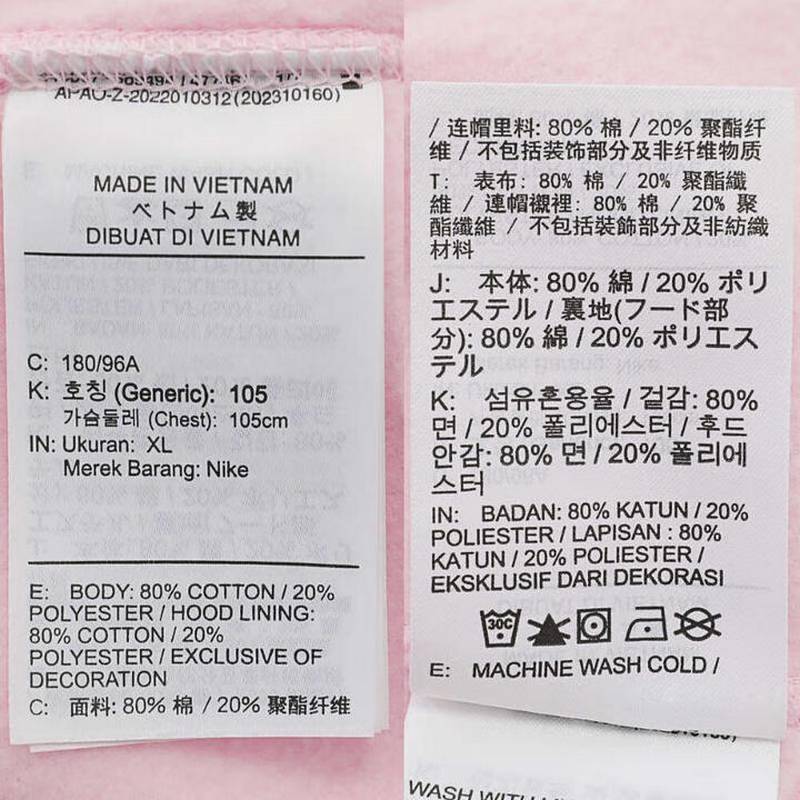 APAO-Z-2022010312(202310160)
MADE IN VIETNAM
ベトナム製
DIBUAT DI VIETNAM
C: 180/96A
K: 호칭 (Generic): 105
가슴둘레 (Chest): 105cm
IN: Ukuran: XL
Merek Barang: Nike
E: BODY: 80% COTTON / 20%
POLYESTER / HOOD LINING:
80% COTTON / 20%
POLYESTER / EXCLUSIVE OF
DECORATION
C: 面料: 80% 棉 / 20% 聚酯纤维
/ 连帽里料: 80% 棉 / 20% 聚酯纤
维 / 不包括装饰部分及非纤维物质
T: 表布: 80% 棉 / 20% 聚酯纖
維 / 連帽襯裡: 80% 棉 / 20% 聚
酯纖維 / 不包括裝飾部分及非紡織
材料
J: 本体: 80% 綿 / 20% ポリ
エステル / 裏地(フード部
分): 80% 綿 / 20% ポリエス
テル
K: 섬유혼용율 / 겉감: 80%
면 / 20% 폴리에스터 / 후드
안감: 80% 면 / 20% 폴리에
스터
IN: BADAN: 80% KATUN / 20%
POLIESTER / LAPISAN : 80%
KATUN / 20% POLIESTER /
EKSKLUSIF DARI DEKORASI
30C
E: MACHINE WASH COLD /
WASH WITH